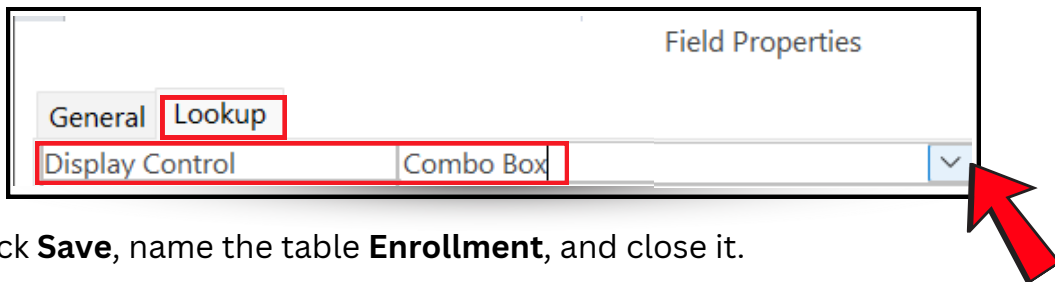 Field Properties
General Lookup
Display Control Combo Box
ck Save, name the table Enrollment, and close it.